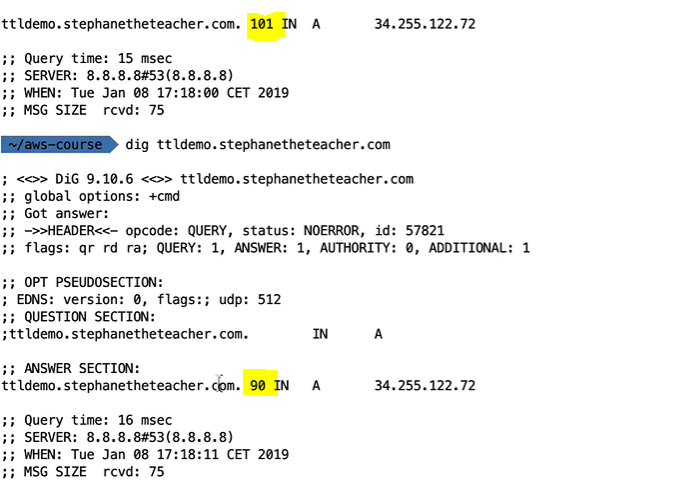 ttldemo.stephanetheteacher.com. 101 IN A 34.255.122.72
;; Query time: 15 msec
;; SERVER: 8.8.8.8#53(8.8.8.8)
;; WHEN: Tue Jan 08 17:18:00 CET 2019
;; MSG SIZE rcvd: 75
~/aws-course dig ttldemo.stephanetheteacher.com
; <<>> DiG 9.10.6 <<>> ttldemo.stephanetheteacher.com
;; global options: +cmd
;; Got answer:
;; ->>HEADER<<- opcode: QUERY, status: NOERROR, id: 57821
;; flags: qr rd ra; QUERY: 1, ANSWER: 1, AUTHORITY: 0, ADDITIONAL: 1
;; OPT PSEUDOSECTION:
; EDNS: version: 0, flags:; udp: 512
;; QUESTION SECTION:
;ttldemo.stephanetheteacher.com. IN A
;; ANSWER SECTION:
ttldemo.stephanetheteacher.com. 90 IN A 34.255.122.72
;; Query time: 16 msec
;; SERVER: 8.8.8.8#53(8.8.8.8)
;; WHEN: Tue Jan 08 17:18:11 CET 2019
;; MSG SIZE rcvd: 75